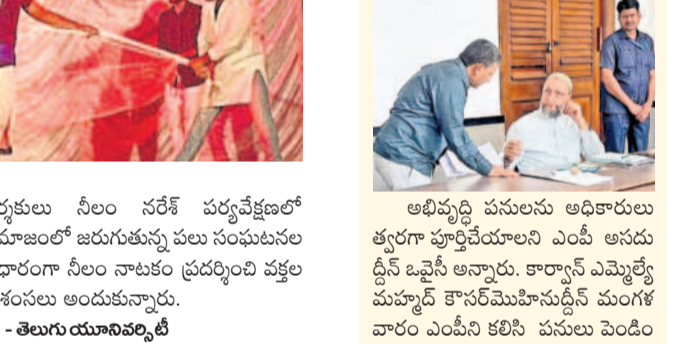 ర్శకులు నీలం నరేశ్ పర్యవేక్షణలో
మాజంలో జరుగుతున్న పలు సంఘటనల
ధారంగా నీలం నాటకం ప్రదర్శించి వక్తల
శంసలు అందుకున్నారు.
- తెలుగు యూనివర్సిటీ
అభివృద్ధి పనులను అధికారులు
త్వరగా పూర్తిచేయాలని ఎంపీ అసదు
ద్దీన్ ఒవైసీ అన్నారు. కార్వాన్ ఎమ్మెల్యే
మహ్మద్ కౌసర్‌మొహినుద్దీన్ మంగళ
వారం ఎంపీని కలిసి పనులు పెండిం